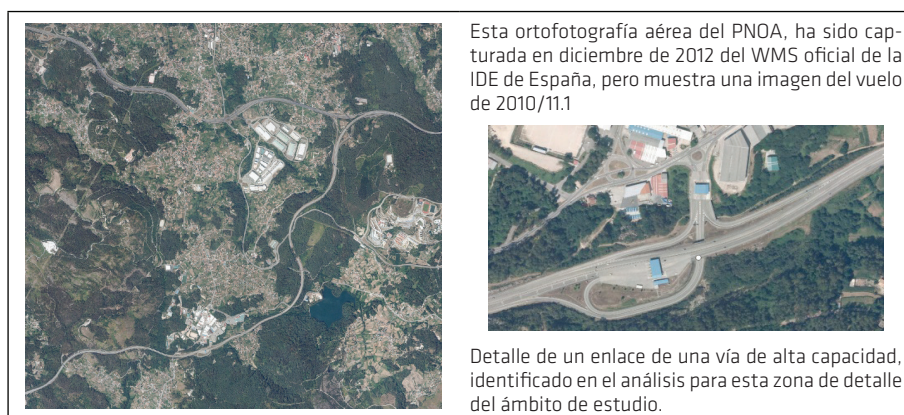 Esta ortofotografía aérea del PNOA, ha sido cap-
turada en diciembre de 2012 del WMS oficial de la
IDE de España, pero muestra una imagen del vuelo
de 2010/11.1
Detalle de un enlace de una vía de alta capacidad,
identificado en el análisis para esta zona de detalle
del ámbito de estudio.